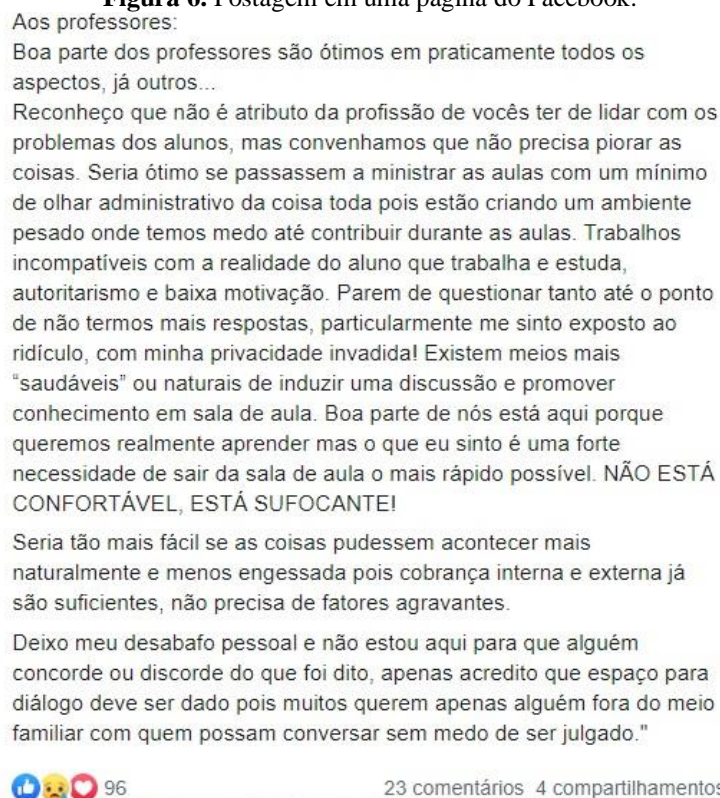 Figura 6. Postagem em uma página do Facebook.
Aos professores:
Boa parte dos professores são ótimos em praticamente todos os
aspectos, já outros...
Reconheço que não é atributo da profissão de vocês ter de lidar com os
problemas dos alunos, mas convenhamos que não precisa piorar as
coisas. Seria ótimo se passassem a ministrar as aulas com um mínimo
de olhar administrativo da coisa toda pois estão criando um ambiente
pesado onde temos medo até contribuir durante as aulas. Trabalhos
incompatíveis com a realidade do aluno que trabalha e estuda,
autoritarismo e baixa motivação. Parem de questionar tanto até o ponto
de não termos mais respostas, particularmente me sinto exposto ao
ridículo, com minha privacidade invadida! Existem meios mais
“saudáveis” ou naturais de induzir uma discussão e promover
conhecimento em sala de aula. Boa parte de nós está aqui porque
queremos realmente aprender mas o que eu sinto é uma forte
necessidade de sair da sala de aula o mais rápido possível. NÃO ESTÁ
CONFORTÁVEL, ESTÁ SUFOCANTE!
Seria tão mais fácil se as coisas pudessem acontecer mais
naturalmente e menos engessada pois cobrança interna e externa já
são suficientes, não precisa de fatores agravantes.
Deixo meu desabafo pessoal e não estou aqui para que alguém
concorde ou discorde do que foi dito, apenas acredito que espaço para
diálogo deve ser dado pois muitos querem apenas alguém fora do meio
familiar com quem possam conversar sem medo de ser julgado."
96 23 comentários 4 compartilhamentos